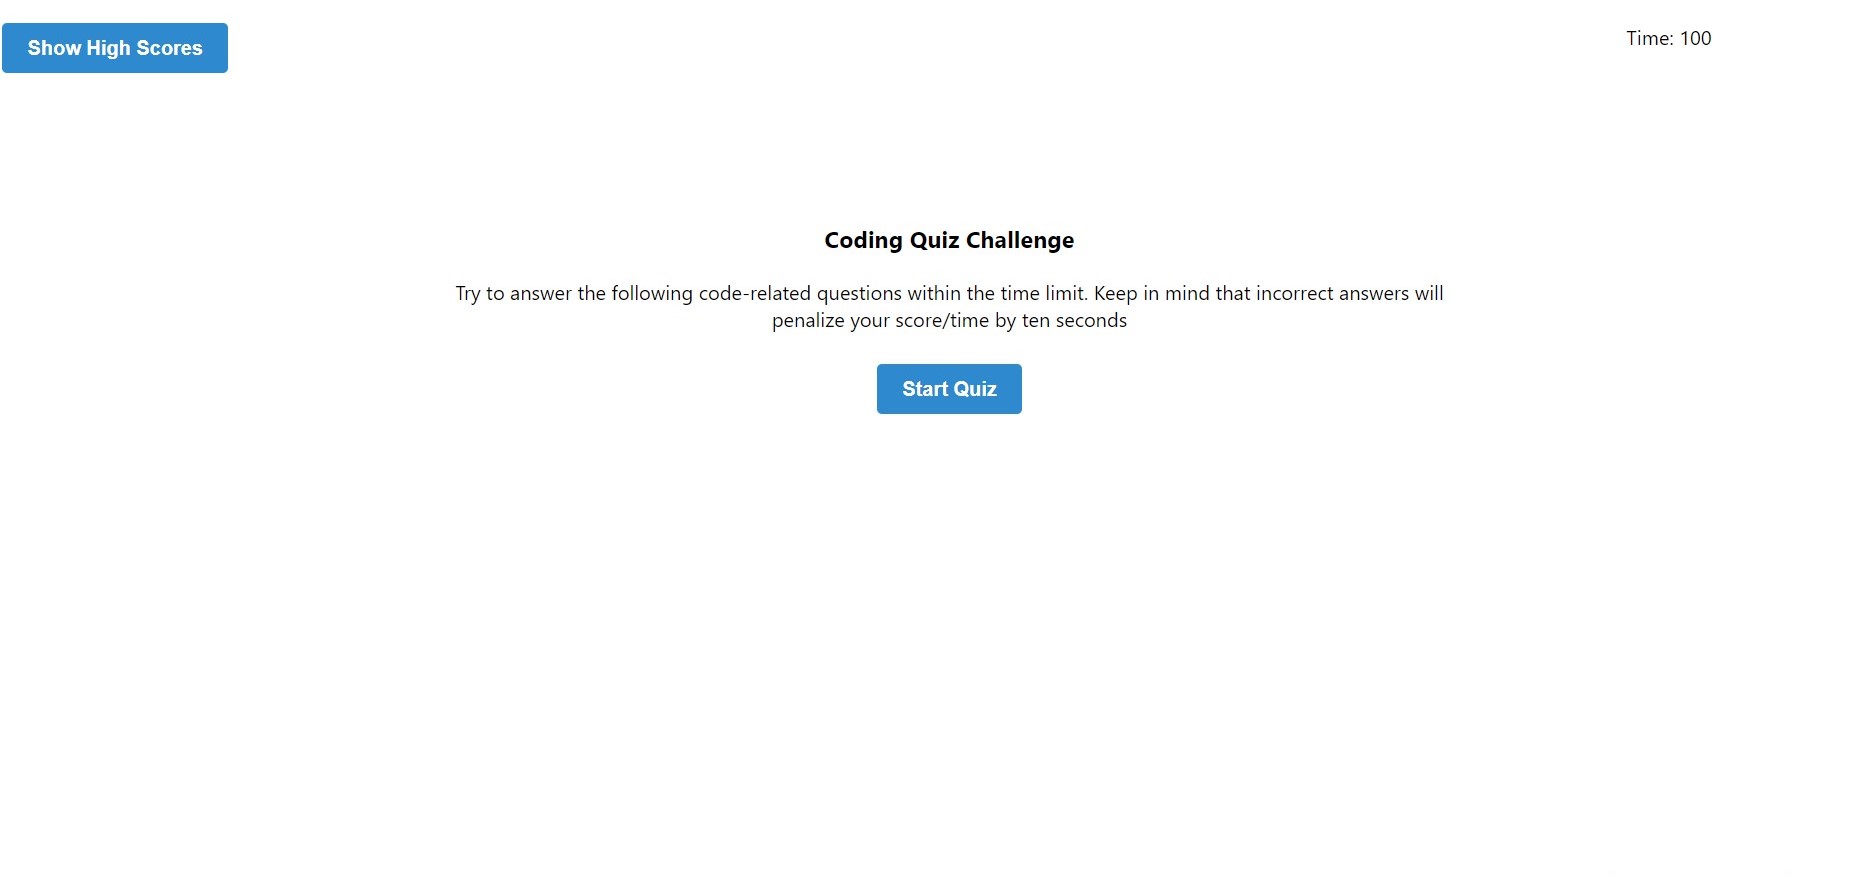 Show High Scores
Time: 100
Coding Quiz Challenge
Try to answer the following code-related questions within the time limit. Keep in mind that incorrect answers will
penalize your score/time by ten seconds
Start Quiz